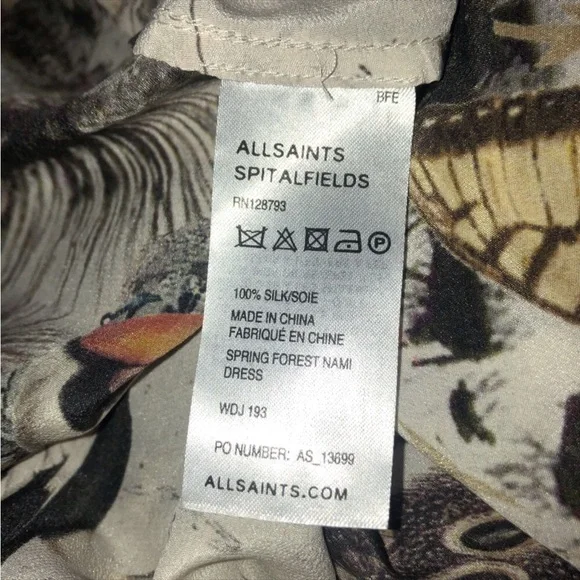 BFE
ALLSAINTS
SPITALFIELDS
RN128793
P
100% SILK/SOIE
MADE IN CHINA
FABRIQUÉ EN CHINE
SPRING FOREST NAMI
DRESS
WDJ 193
PO NUMBER: AS_13699
ALLSAINTS.COM